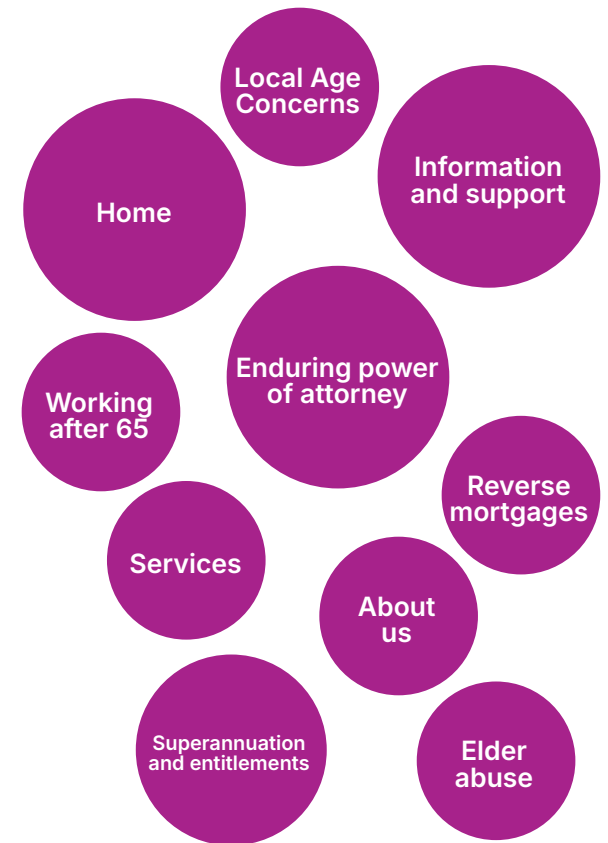 Local Age
Concerns
Information
and support
Home
Enduring power
of attorney
Working
after 65
Reverse
mortgages
Services
About
us
Superannuation
and entitlements
Elder
abuse